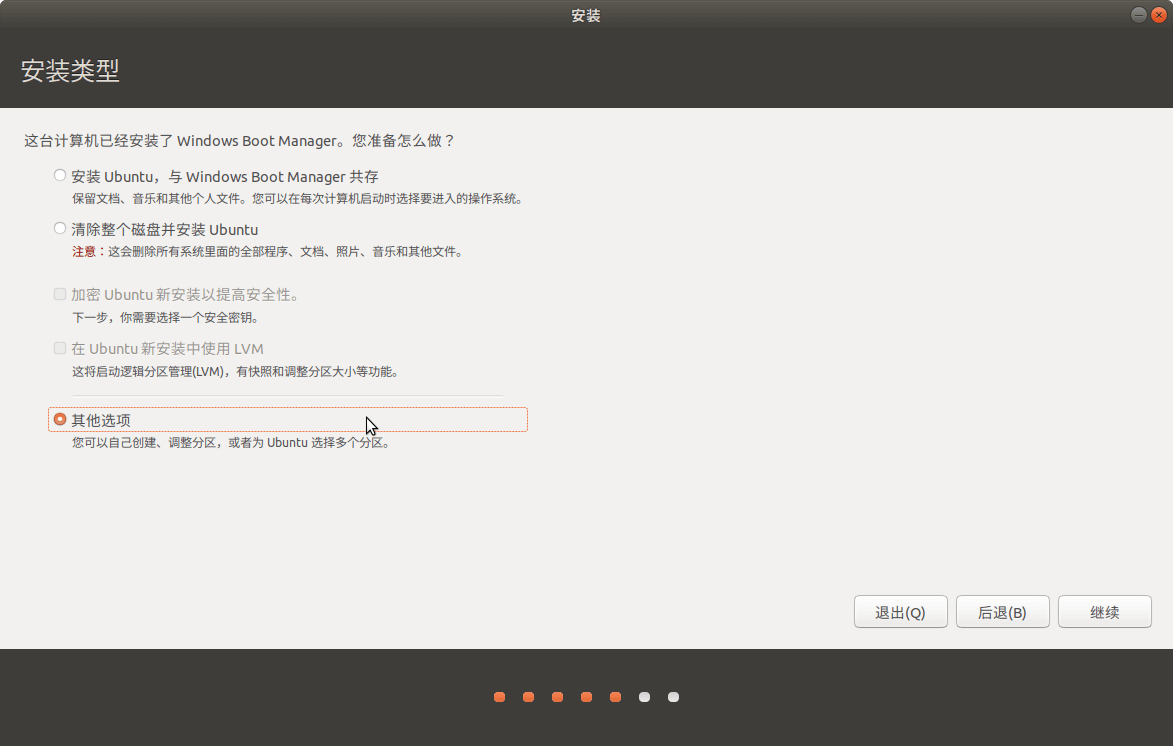 安装
安装类型
这台计算机已经安装了 Windows Boot Manager。您准备怎么做？
安装 Ubuntu，与 Windows Boot Manager 共存
保留文档、音乐和其他个人文件。您可以在每次计算机启动时选择要进入的操作系统。
清除整个磁盘并安装 Ubuntu
注意：这会删除所有系统里面的全部程序、文档、照片、音乐和其他文件。
加密 Ubuntu 新安装以提高安全性。
下一步，你需要选择一个安全密钥。
在 Ubuntu 新安装中使用 LVM
这将启动逻辑分区管理(LVM)，有快照和调整分区大小等功能。
其他选项
您可以自己创建、调整分区，或者为 Ubuntu 选择多个分区。
退出(Q)
后退(B)
继续